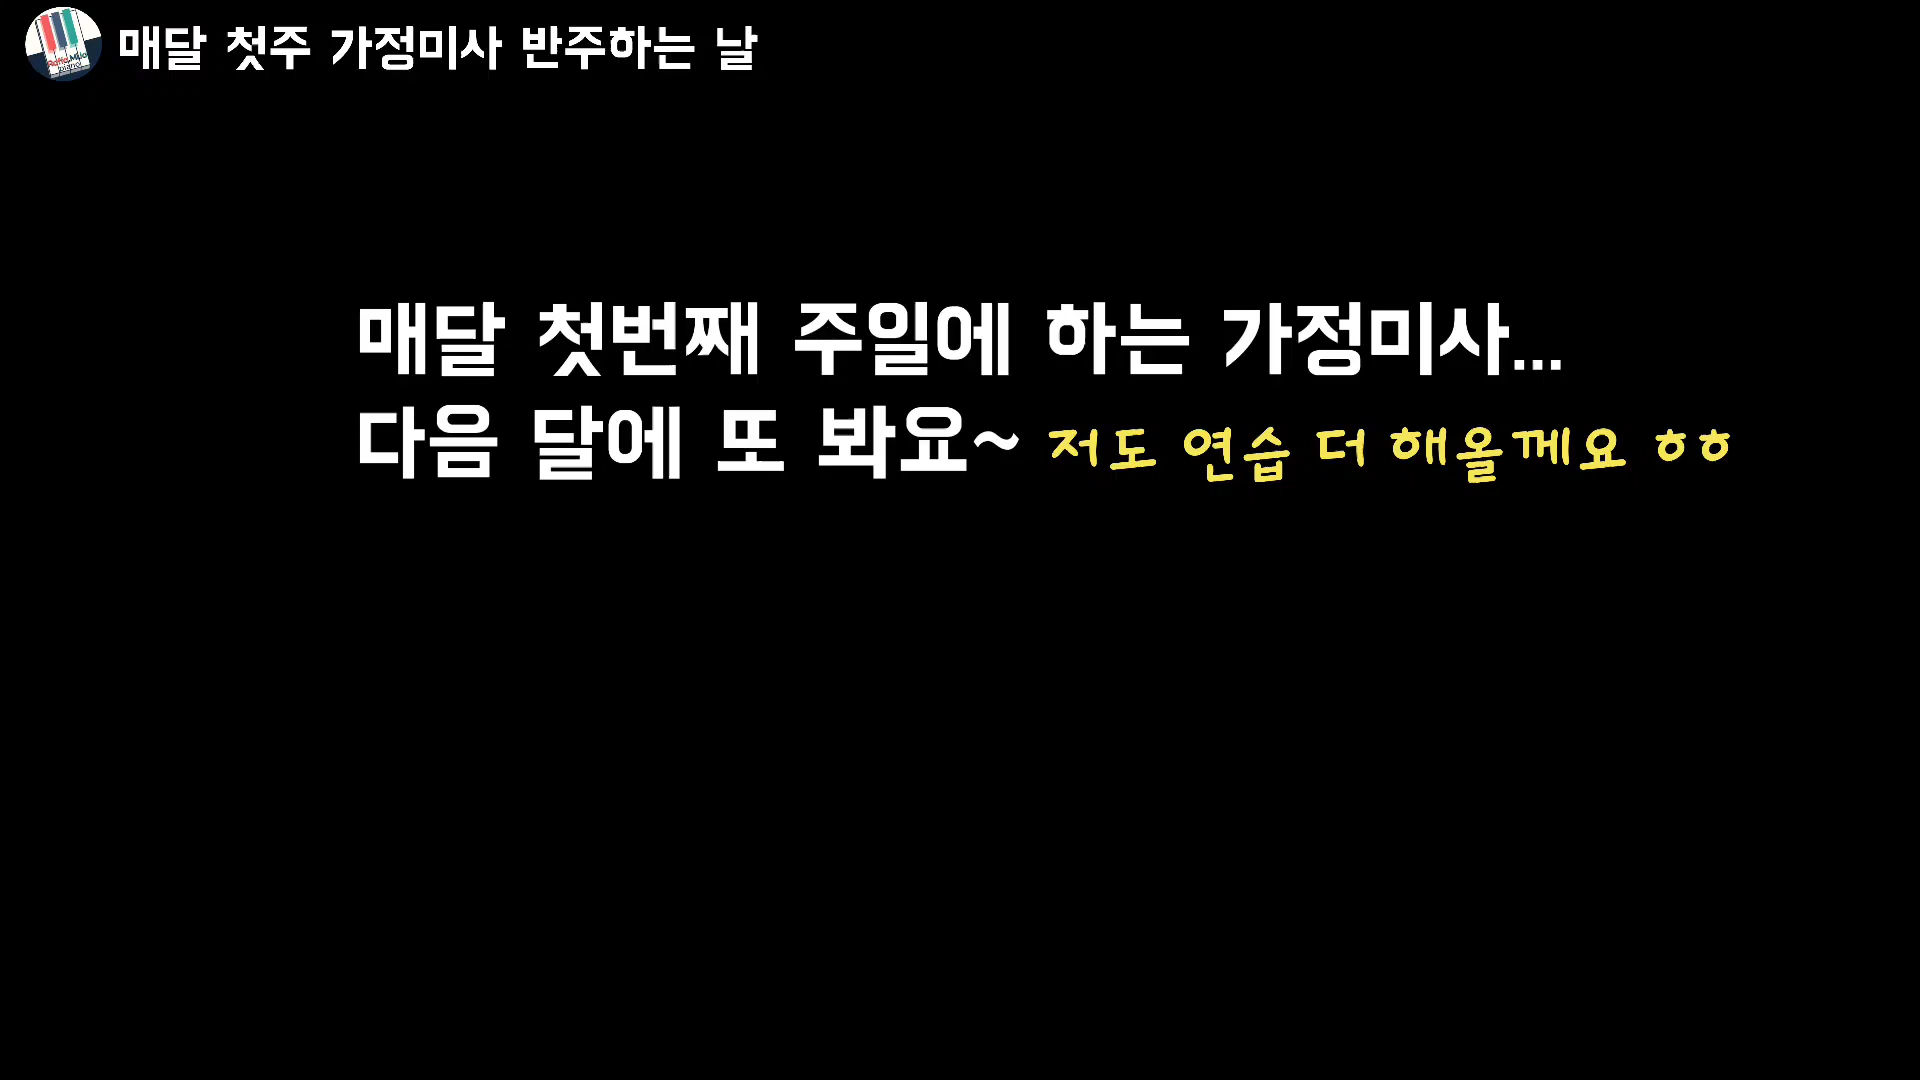 매달 첫주 가정미사 반주하는 날
매달 첫번째 주일에 하는 가정미사...
다음 달에 또 봐요~ 저도 연습 더 해올께요 ㅎㅎ